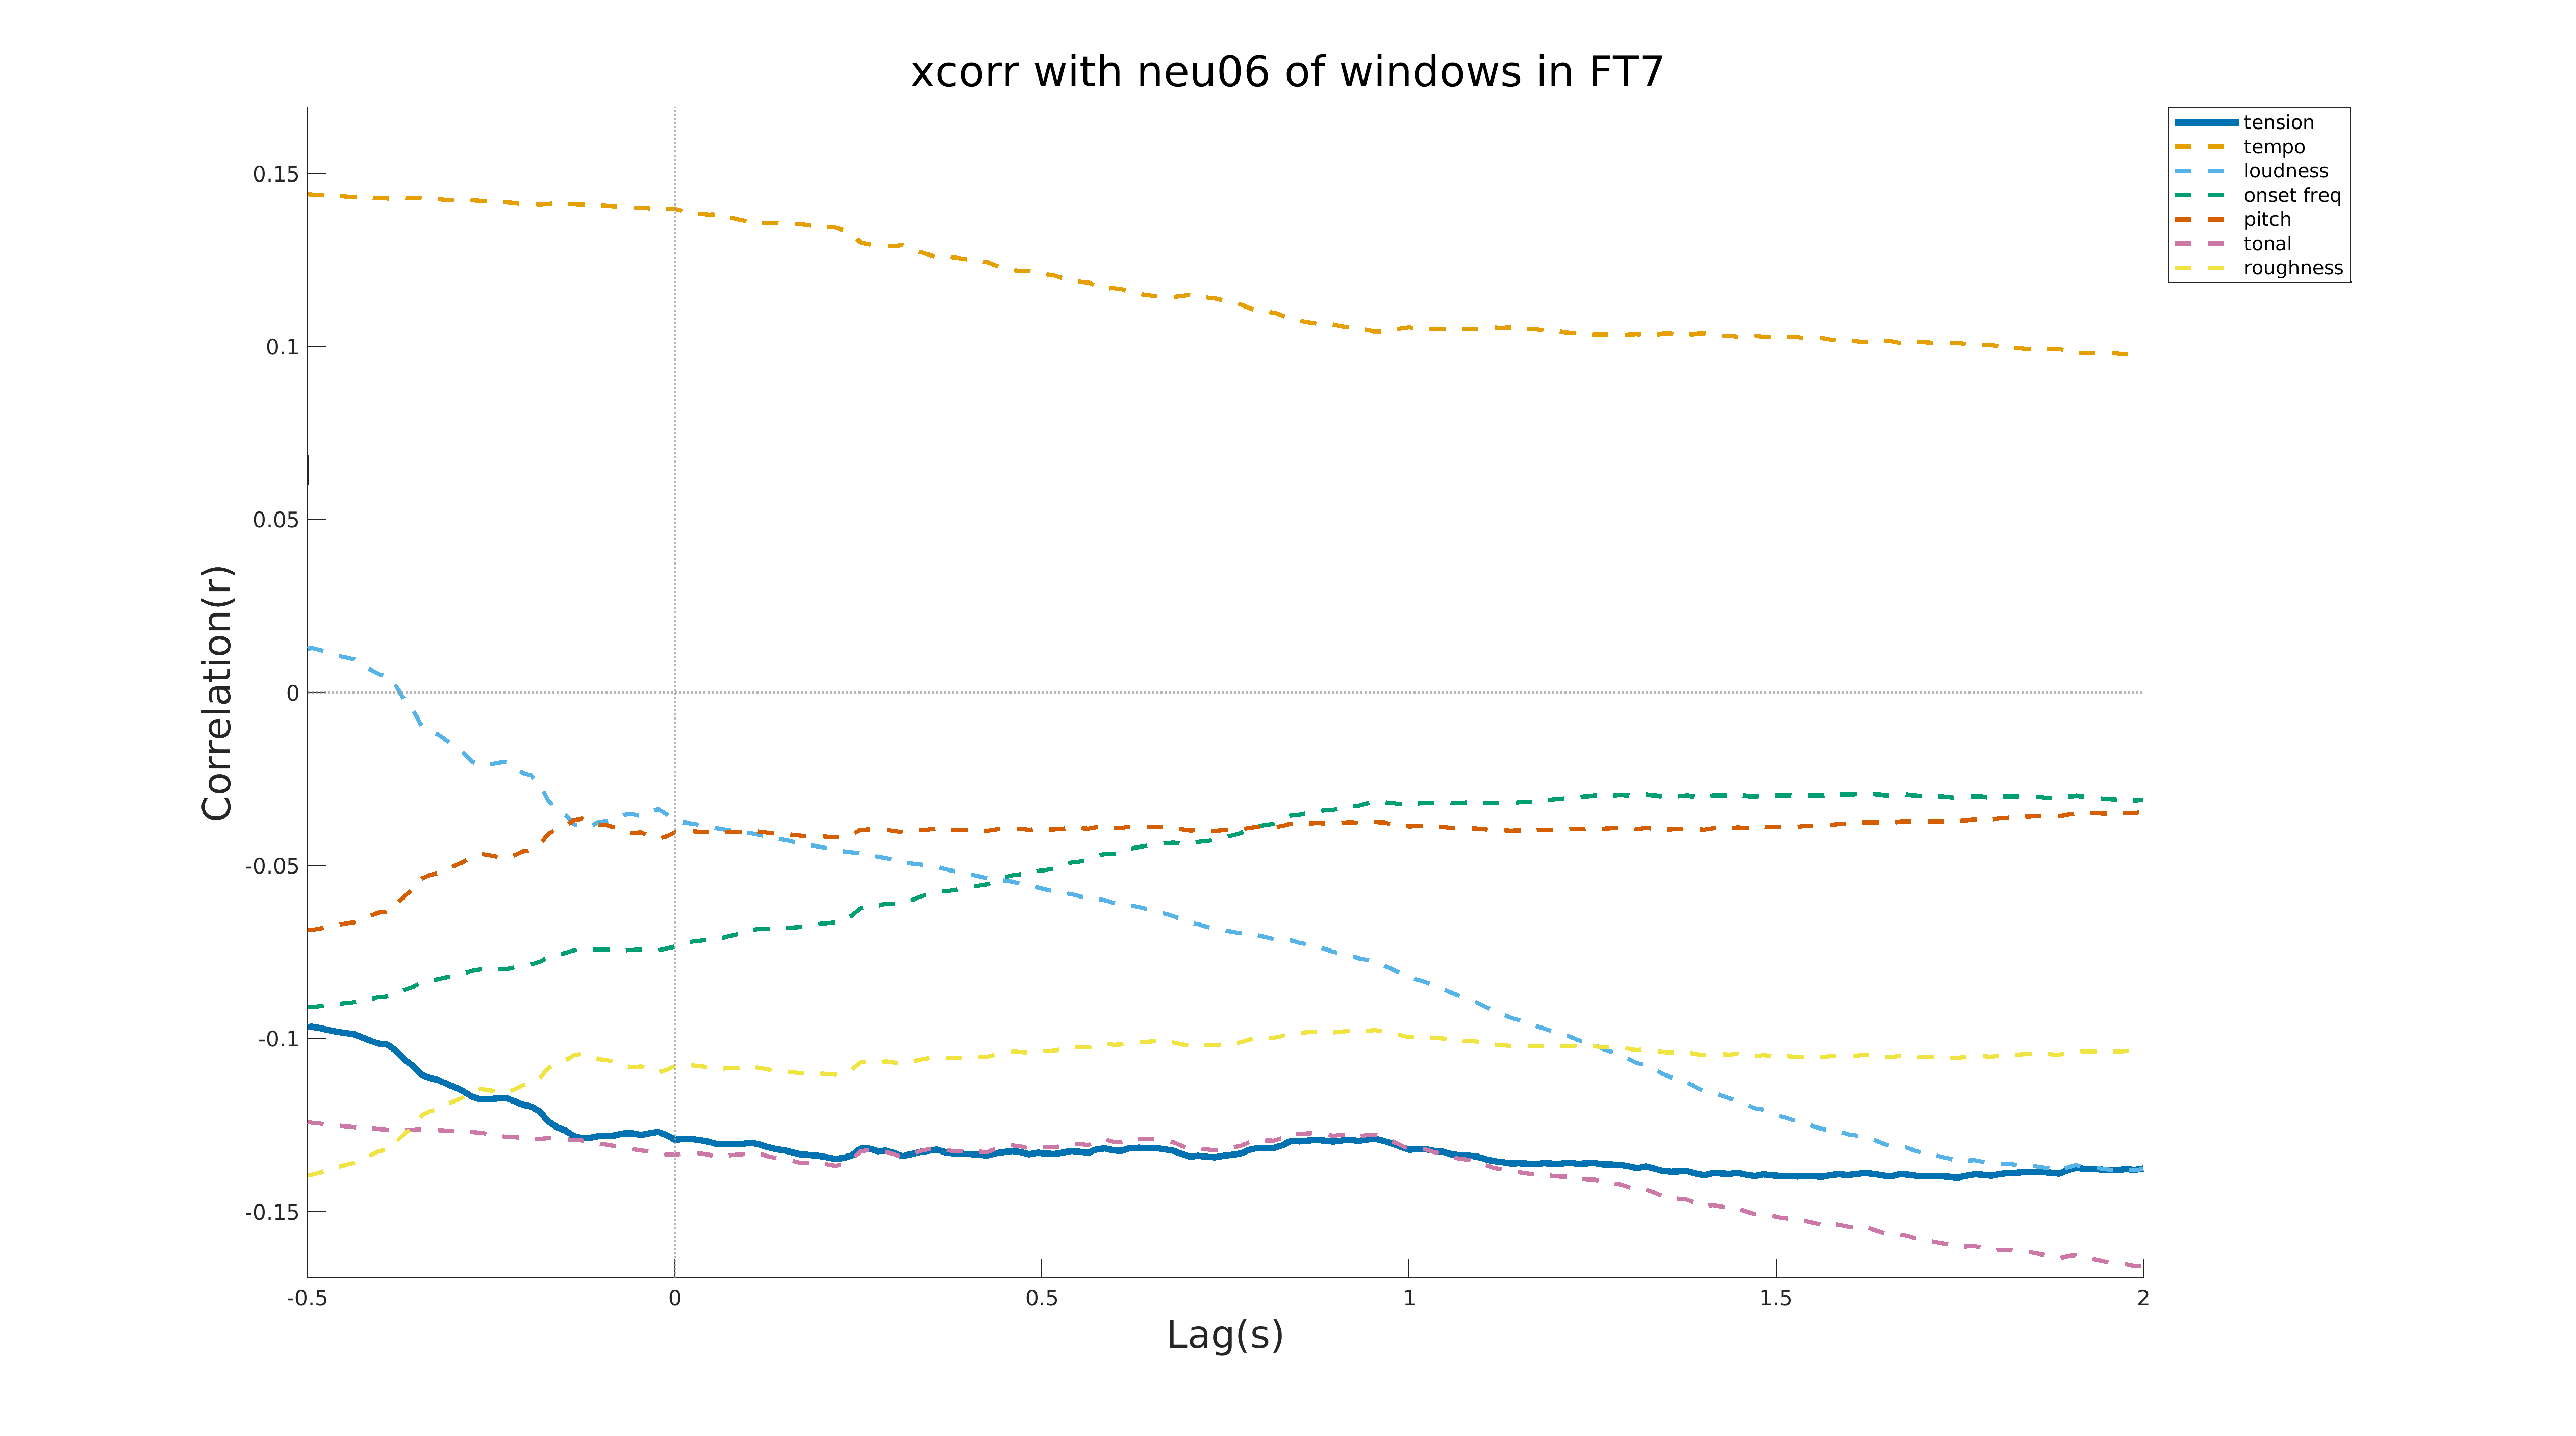 xcorr with neu06 of windows in FT7
tension
tempo
loudness
onset freq
pitch
tonal
roughness
0.15
0.1
0.05
0
-0.05
-0.1
-0.15
Correlation(r)
-0.5
0
0.5
1
1.5
2
Lag(s)